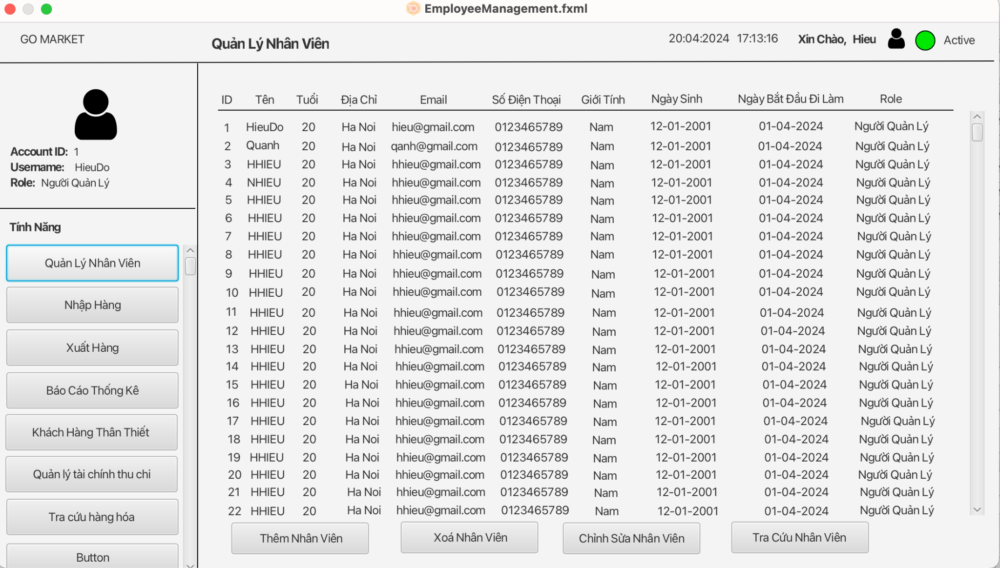 EmployeeManagement.fxml
GO MARKET
Quản Lý Nhân Viên
20:04:2024 17:13:16 Xin Chào, Hieu Active
Account ID: 1
Username: HieuDo
Role: Người Quản Lý
Tính Năng
Quản Lý Nhân Viên
Nhập Hàng
Xuất Hàng
Báo Cáo Thống Kê
Khách Hàng Thân Thiết
Quản lý tài chính thu chi
Tra cứu hàng hóa
Button
ID Tên Tuổi Địa Chỉ Email Số Điện Thoại Giới Tính Ngày Sinh Ngày Bắt Đầu Đi Làm Role
1 HieuDo 20 Ha Noi hieu@gmail.com 0123465789 Nam 12-01-2001 01-04-2024 Người Quản Lý
2 Quanh 20 Ha Noi qanh@gmail.com 0123465789 Nam 12-01-2001 01-04-2024 Người Quản Lý
3 HHIEU 20 Ha Noi hhieu@gmail.com 0123465789 Nam 12-01-2001 01-04-2024 Người Quản Lý
4 NHIEU 20 Ha Noi hhieu@gmail.com 0123465789 Nam 12-01-2001 01-04-2024 Người Quản Lý
5 HHIEU 20 Ha Noi hhieu@gmail.com 0123465789 Nam 12-01-2001 01-04-2024 Người Quản Lý
6 HHIEU 20 Ha Noi hhieu@gmail.com 0123465789 Nam 12-01-2001 01-04-2024 Người Quản Lý
7 HHIEU 20 Ha Noi hhieu@gmail.com 0123465789 Nam 12-01-2001 01-04-2024 Người Quản Lý
8 HHIEU 20 Ha Noi hhieu@gmail.com 0123465789 Nam 12-01-2001 01-04-2024 Người Quản Lý
9 HHIEU 20 Ha Noi hhieu@gmail.com 0123465789 Nam 12-01-2001 01-04-2024 Người Quản Lý
10 HHIEU 20 Ha Noi hhieu@gmail.com 0123465789 Nam 12-01-2001 01-04-2024 Người Quản Lý
11 HHIEU 20 Ha Noi hhieu@gmail.com 0123465789 Nam 12-01-2001 01-04-2024 Người Quản Lý
12 HHIEU 20 Ha Noi hhieu@gmail.com 0123465789 Nam 12-01-2001 01-04-2024 Người Quản Lý
13 HHIEU 20 Ha Noi hhieu@gmail.com 0123465789 Nam 12-01-2001 01-04-2024 Người Quản Lý
14 HHIEU 20 Ha Noi hhieu@gmail.com 0123465789 Nam 12-01-2001 01-04-2024 Người Quản Lý
15 HHIEU 20 Ha Noi hhieu@gmail.com 0123465789 Nam 12-01-2001 01-04-2024 Người Quản Lý
16 HHIEU 20 Ha Noi hhieu@gmail.com 0123465789 Nam 12-01-2001 01-04-2024 Người Quản Lý
17 HHIEU 20 Ha Noi hhieu@gmail.com 0123465789 Nam 12-01-2001 01-04-2024 Người Quản Lý
18 HHIEU 20 Ha Noi hhieu@gmail.com 0123465789 Nam 12-01-2001 01-04-2024 Người Quản Lý
19 HHIEU 20 Ha Noi hhieu@gmail.com 0123465789 Nam 12-01-2001 01-04-2024 Người Quản Lý
20 HHIEU 20 Ha Noi hhieu@gmail.com 0123465789 Nam 12-01-2001 01-04-2024 Người Quản Lý
21 HHIEU 20 Ha Noi hhieu@gmail.com 0123465789 Nam 12-01-2001 01-04-2024 Người Quản Lý
22 HHIEU 20 Ha Noi hhieu@gmail.com 0123465789 Nam 12-01-2001 01-04-2024 Người Quản Lý
Thêm Nhân Viên Xoá Nhân Viên Chỉnh Sửa Nhân Viên Tra Cứu Nhân Viên